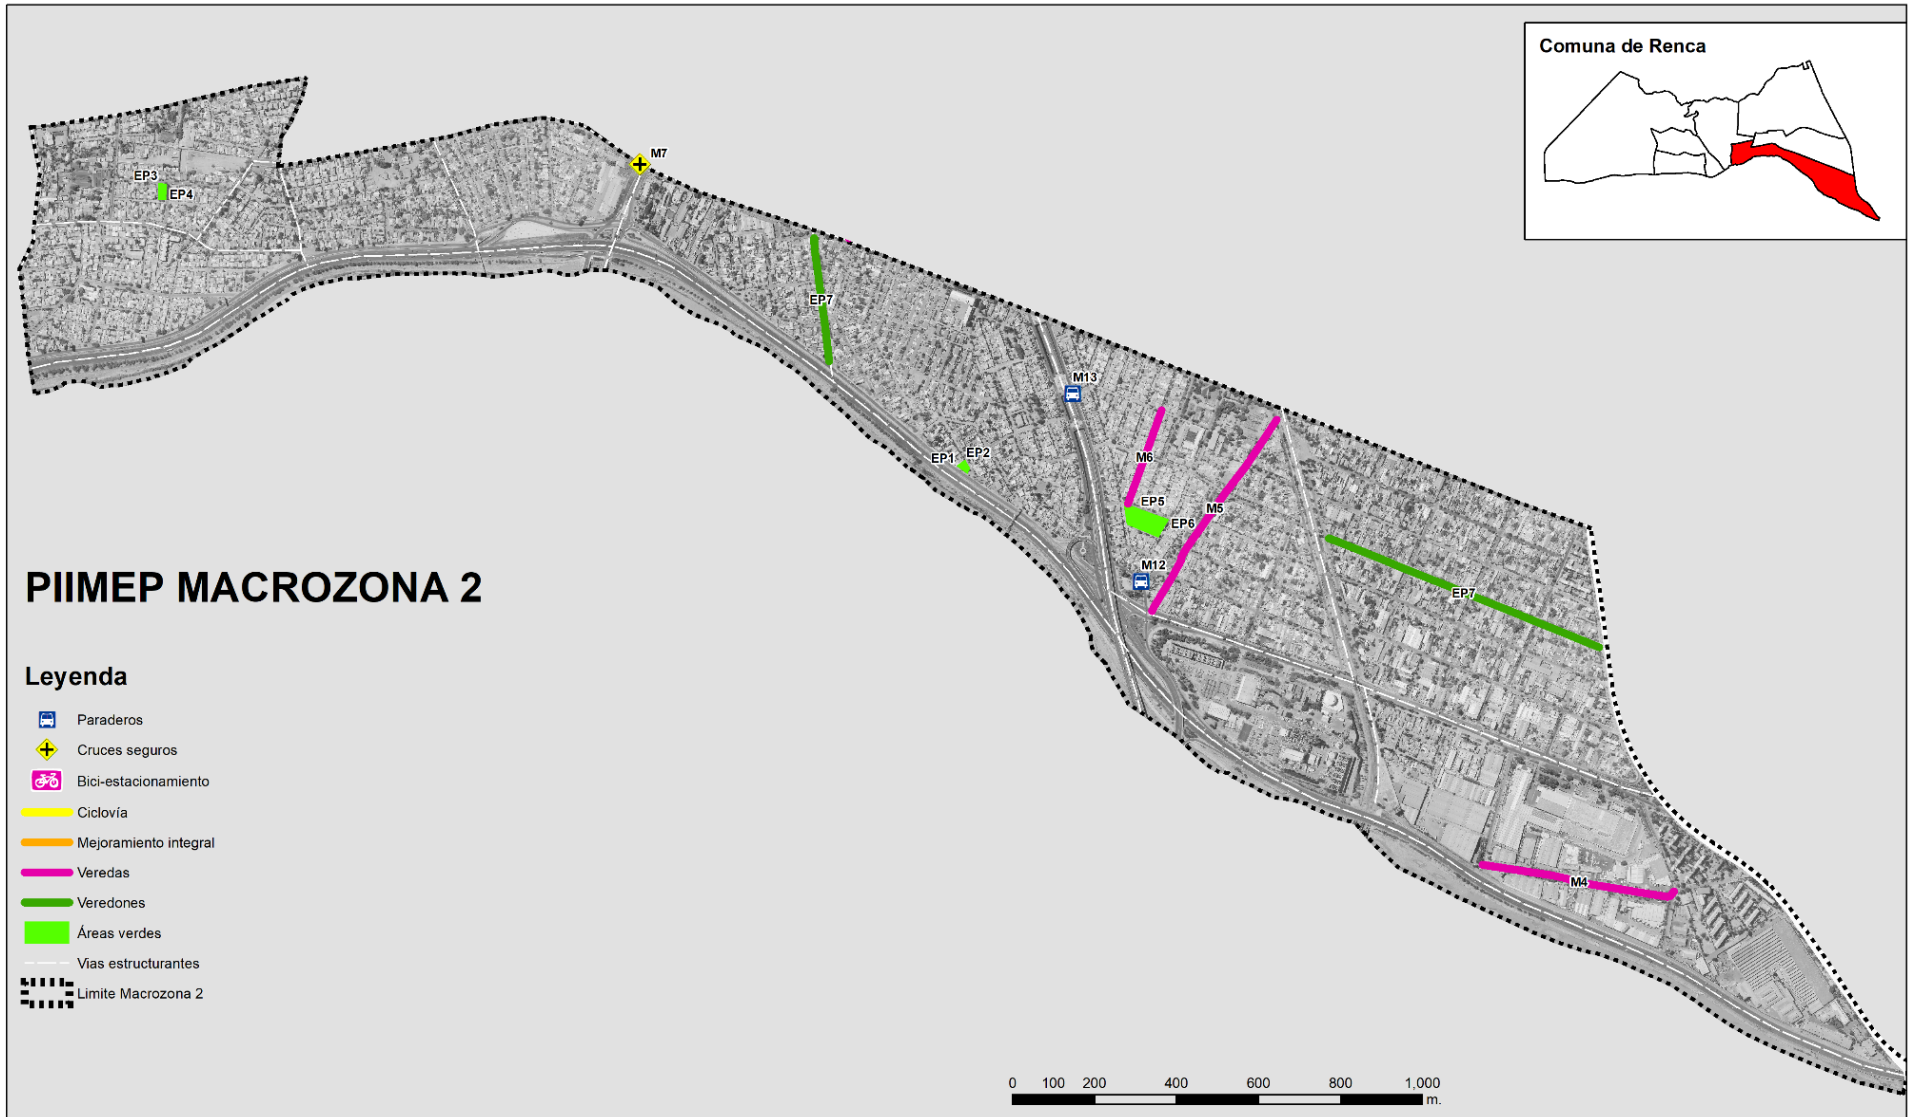 Comuna de Renca
M7
EP3
EP4
EP7
M13
EP1
EP2
M6
EP5
M5
EP6
M12
EP7
M4
PIIMEP MACROZONA 2
Leyenda
Paraderos
Cruces seguros
Bici-estacionamiento
Ciclovía
Mejoramiento integral
Veredas
Veredones
Áreas verdes
Vias estructurantes
Limite Macrozona 2
0 100 200 400 600 800 1,000
m.